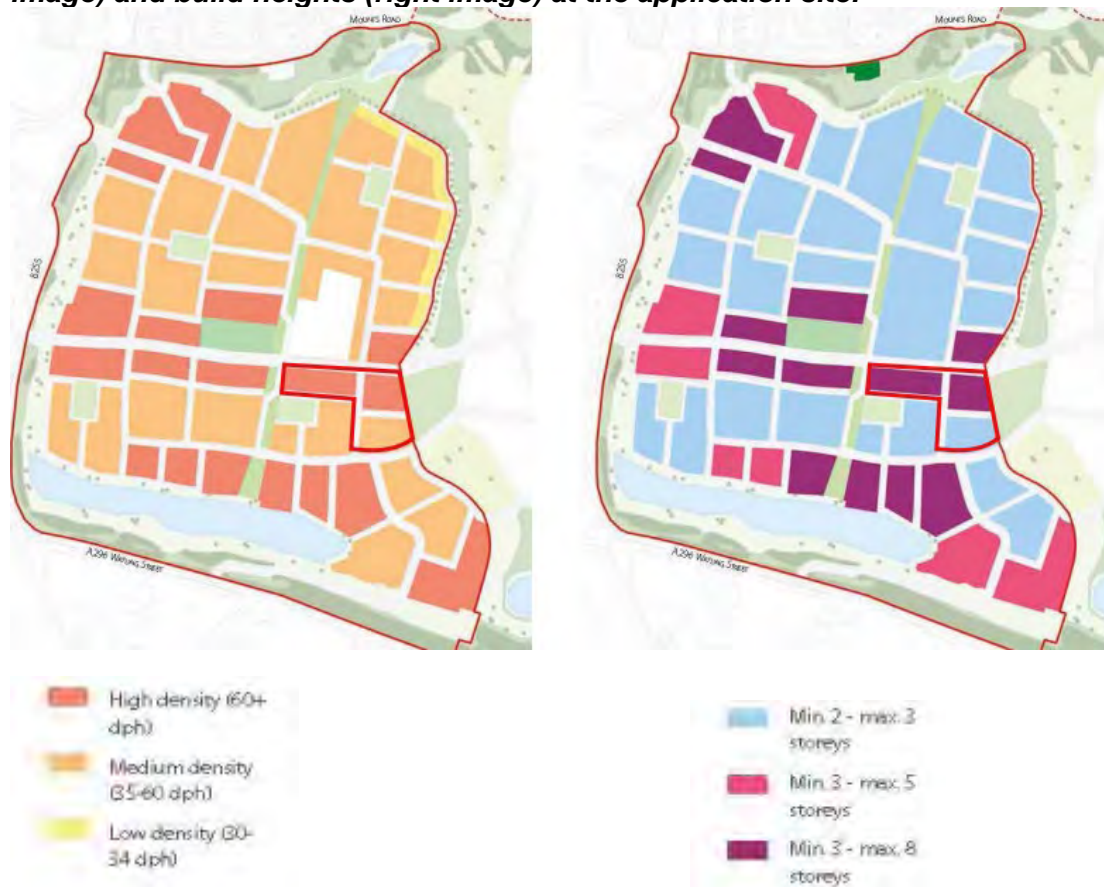 image) and build heights (right image) at the application site.
MOUNTS ROAD
MOUNTS ROAD
B255
B255
A296 WATLING STREET
A296 WATLING STREET
High density (60+
dph)
Medium density
(35-60 dph)
Low density (30-
34 dph)
Min. 2 - max. 3
storeys
Min. 3 - max. 5
storeys
Min. 3 - max. 8
storeys